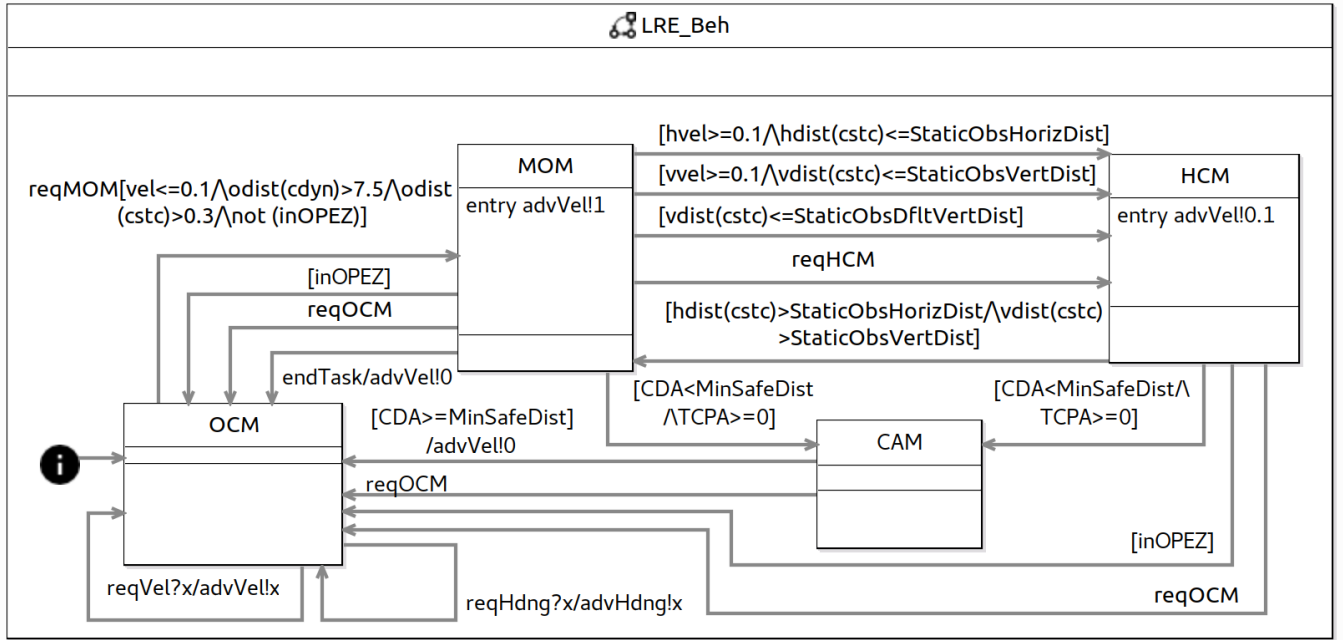 LRE_Beh
[hvel>=0.1/\hdist(cstc)<=StaticObsHorizDist]
MOM
[vvel>=0.1/\vdist(cstc)<=StaticObsVertDist]
HCM
reqMOM[vel<=0.1/\odist(cdyn)>7.5/\odist
(cstc)>0.3/\not (inOPEZ)]
entry advVel!1
[vdist(cstc)<=StaticObsDfltVertDist]
entry advVel!0.1
reqHCM
[inOPEZ]
reqOCM
[hdist(cstc)>StaticObsHorizDist/\vdist(cstc)
>StaticObsVertDist]
endTask/advVel!0
[CDA<MinSafeDist
/\TCPA>=0]
[CDA<MinSafeDist/\
TCPA>=0]
OCM
[CDA>=MinSafeDist]
/advVel!0
CAM
i
reqOCM
[inOPEZ]
reqVel?x/advVel!x
reqHdng?x/advHdng!x
reqOCM